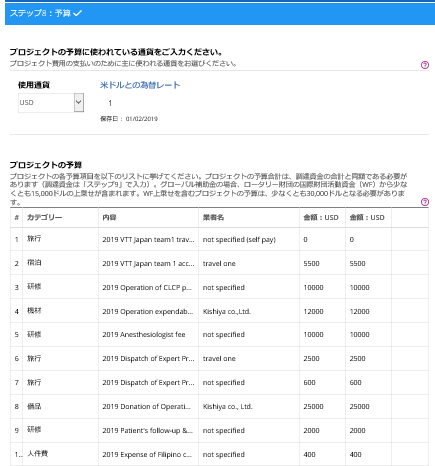 ステップ8：予算 ✓
プロジェクトの予算に使われている通貨をご入力ください。
プロジェクト費用の支払いのために主に使われる通貨をお選びください。
使用通貨 米ドルとの為替レート
USD 1
保存日： 01/02/2019
プロジェクトの予算
プロジェクトの各予算項目を以下のリストに挙げてください。プロジェクトの予算合計は、調達資金の合計と同額である必要が
あります（調達資金は「ステップ9」で入力）。グローバル補助金の場合、ロータリー財団の国際財団活動資金（WF）から少な
くとも15,000ドルの上乗せが含まれます。WF上乗せを含むプロジェクトの予算は、少なくとも30,000ドルとなる必要がありま
す。
# カテゴリー 内容 業者名 金額：USD 金額：USD
1 旅行 2019 VTT Japan team1 trav... not specified (self pay) 0 0
2 宿泊 2019 VTT Japan team 1 acc... travel one 5500 5500
3 研修 2019 Operation of CLCP p... not specified 10000 10000
4 機材 2019 Operation expendab... Kishiya co.,Ltd. 12000 12000
5 研修 2019 Anesthesiologist fee not specified 10000 10000
6 旅行 2019 Dispatch of Expert Pr... travel one 2500 2500
7 旅行 2019 Dispatch of Expert Pr... not specified 600 600
8 備品 2019 Donation of Operati... Kishiya co., Ltd. 25000 25000
9 研修 2019 Patient's follow-up &... not specified 2000 2000
1... 人件費 2019 Expense of Filipino c... not specified 400 400